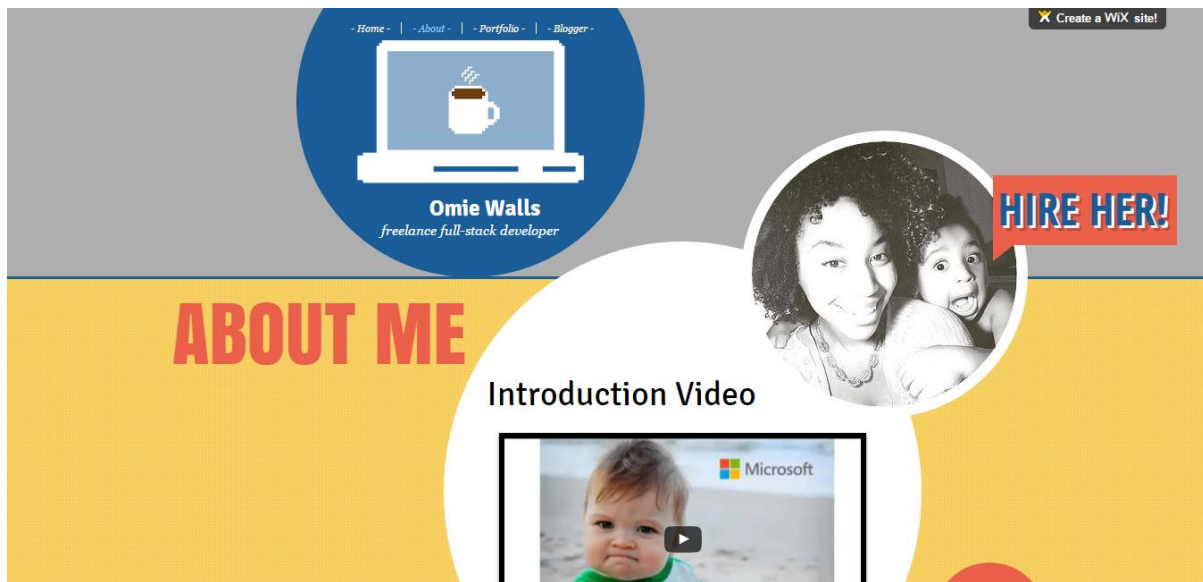 - Home - | - About - | - Portfolio - | - Blogger -
Create a WiX site!
Omie Walls
freelance full-stack developer
HIRE HER!
ABOUT ME
Introduction Video
Microsoft